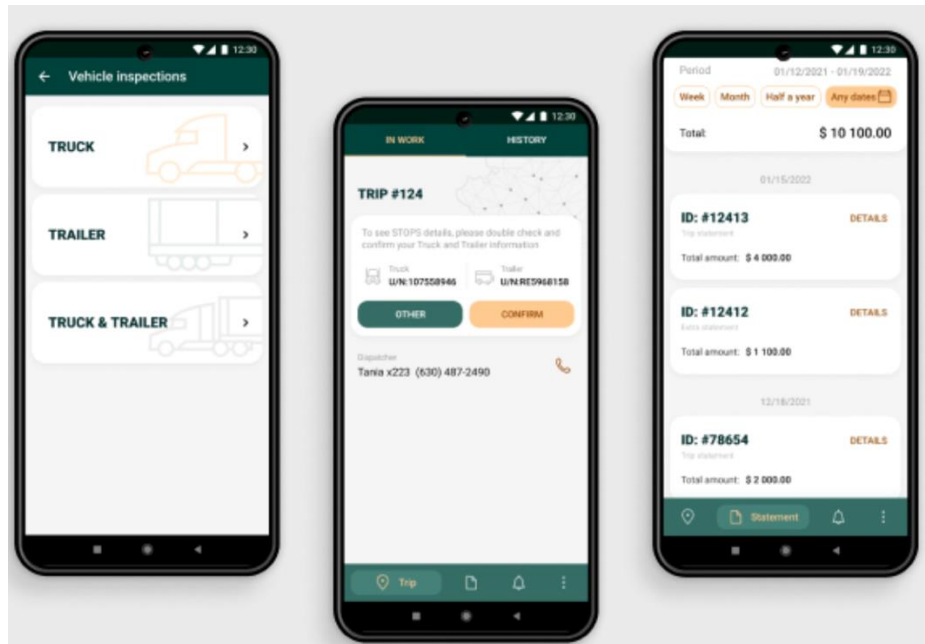 12:30
Vehicle inspections
TRUCK
TRAILER
TRUCK & TRAILER
12:30
IN WORK
HISTORY
TRIP #124
To see STOPS details, please double check and
confirm your Truck and Trailer information
Truck
U/N:107558946
Trailer
U/N:RE5968158
OTHER
CONFIRM
Dispatcher
Tania x223 (630) 487-2490
Trip
12:30
Period
01/12/2021 - 01/19/2022
Week
Month
Half a year
Any dates
Total:
$ 10 100.00
01/15/2022
ID: #12413
DETAILS
Trip statement
Total amount: $ 4 000.00
ID: #12412
DETAILS
Extra statement
Total amount: $ 1 100.00
12/18/2021
ID: #78654
DETAILS
Trip statement
Total amount: $ 2 000.00
Statement